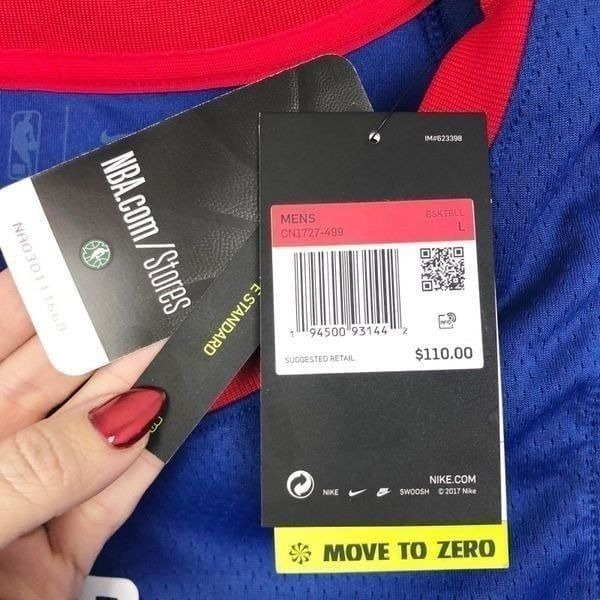 NBA.com/Stores
NA030111668
E STANDARD
IM#623398
MENS
BSKTBLL
CN1727-499
L
1 94500 93144 2
SUGGESTED RETAIL
$110.00
NIKE.COM
NIKE
SWOOSH
© 2017 Nike
MOVE TO ZERO